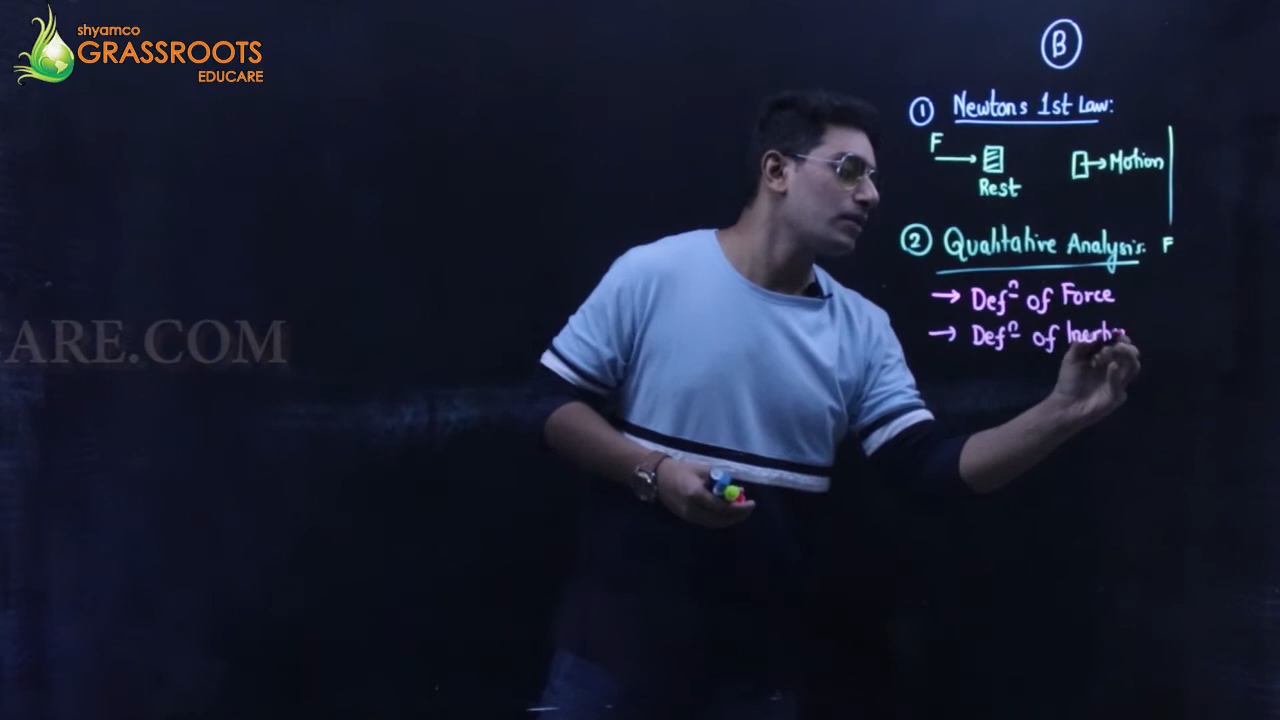 shyamco
GRASSROOTS
EDUCARE
B
① Newtons 1st Law:
F
Rest
Motion
② Qualitative Analysis: F
→ Defⁿ of Force
→ Defⁿ of
ARE.COM